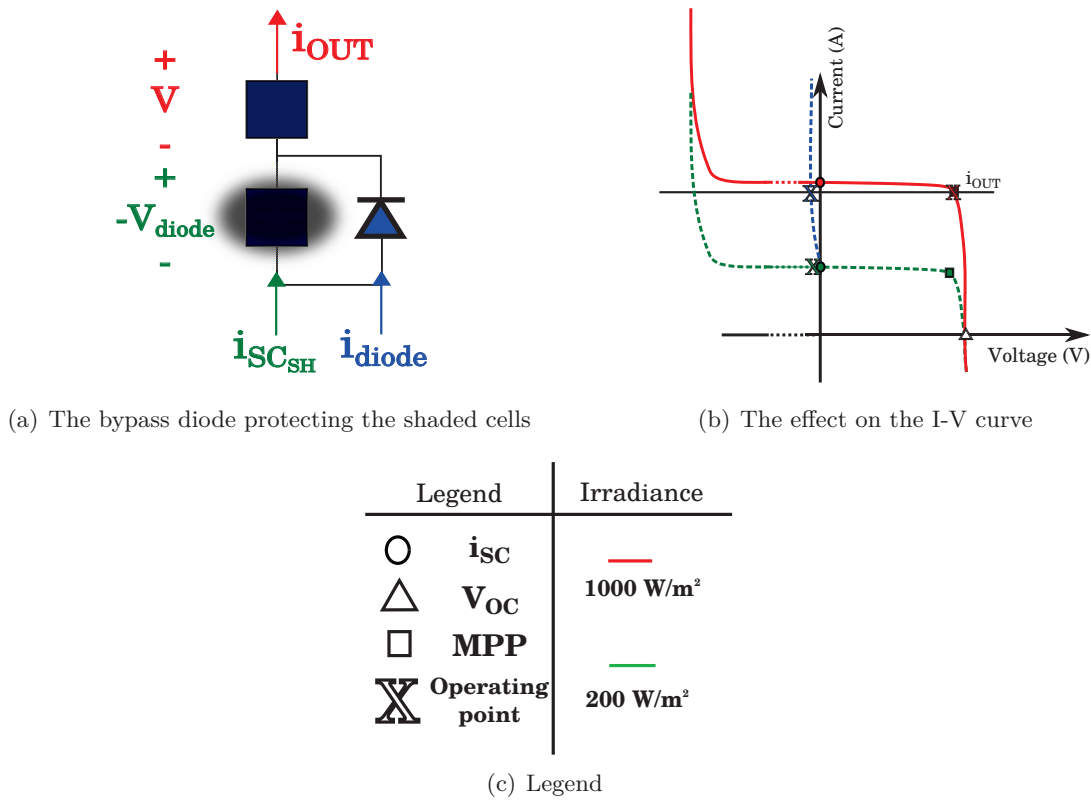 i_OUT
+
V
-
+
-V_diode
-
i_SC_SH
i_diode
Current (A)
i_OUT
Voltage (V)
(a) The bypass diode protecting the shaded cells
(b) The effect on the I-V curve
Legend
Irradiance
i_SC
1000 W/m²
V_OC
MPP
Operating
point
200 W/m²
(c) Legend